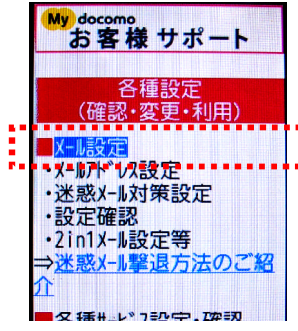 My docomo
お客様サポート
各種設定
(確認・変更・利用)
■ﾒｰﾙ設定
・ﾒｰﾙｱﾄﾞﾚｽ設定
・迷惑ﾒｰﾙ対策設定
・設定確認
・2in1ﾒｰﾙ設定等
⇒迷惑ﾒｰﾙ撃退方法のご紹
介
■各種ｻｰﾋﾞｽ設定・確認